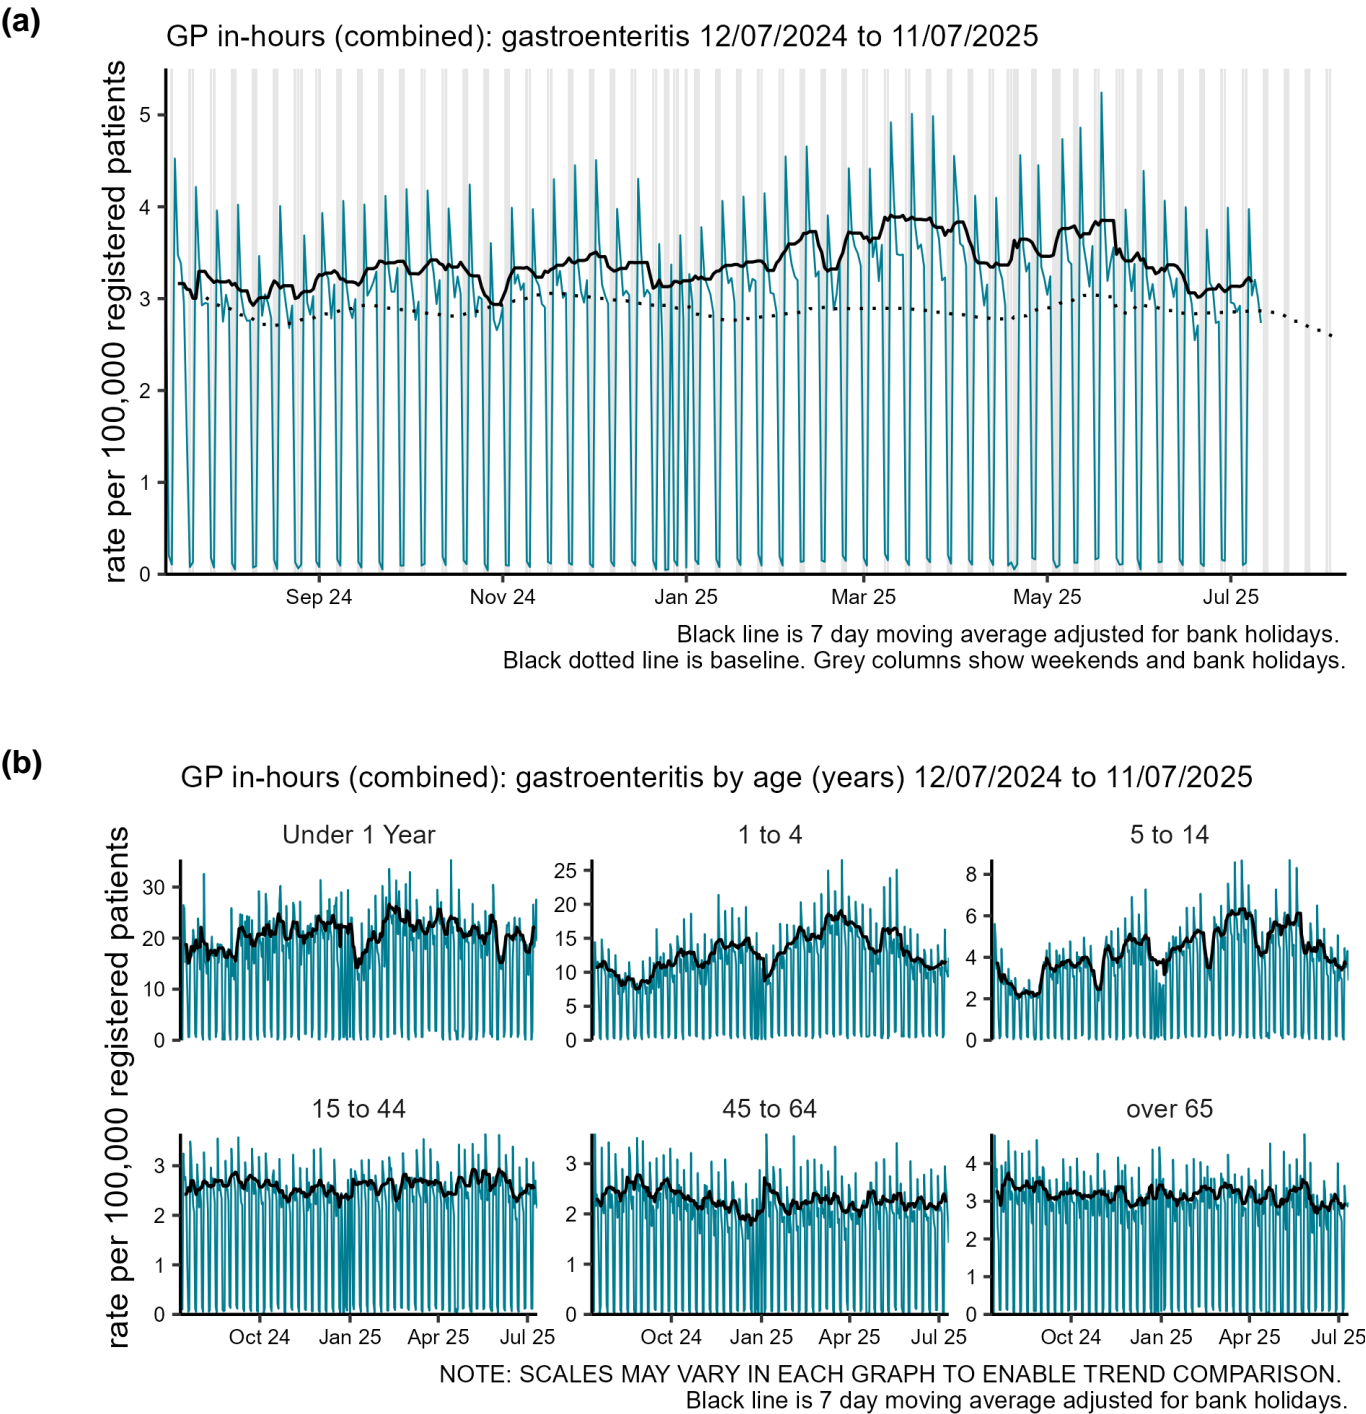 (a)
GP in-hours (combined): gastroenteritis 12/07/2024 to 11/07/2025
rate per 100,000 registered patients
5
4
3
2
1
0
Sep 24 Nov 24 Jan 25 Mar 25 May 25 Jul 25
Black line is 7 day moving average adjusted for bank holidays.
Black dotted line is baseline. Grey columns show weekends and bank holidays.
(b)
GP in-hours (combined): gastroenteritis by age (years) 12/07/2024 to 11/07/2025
rate per 100,000 registered patients
Under 1 Year
30
20
10
0
1 to 4
25
20
15
10
5
0
5 to 14
8
6
4
2
0
15 to 44
3
2
1
0
Oct 24 Jan 25 Apr 25 Jul 25
45 to 64
3
2
1
0
Oct 24 Jan 25 Apr 25 Jul 25
over 65
4
3
2
1
0
Oct 24 Jan 25 Apr 25 Jul 25
NOTE: SCALES MAY VARY IN EACH GRAPH TO ENABLE TREND COMPARISON.
Black line is 7 day moving average adjusted for bank holidays.